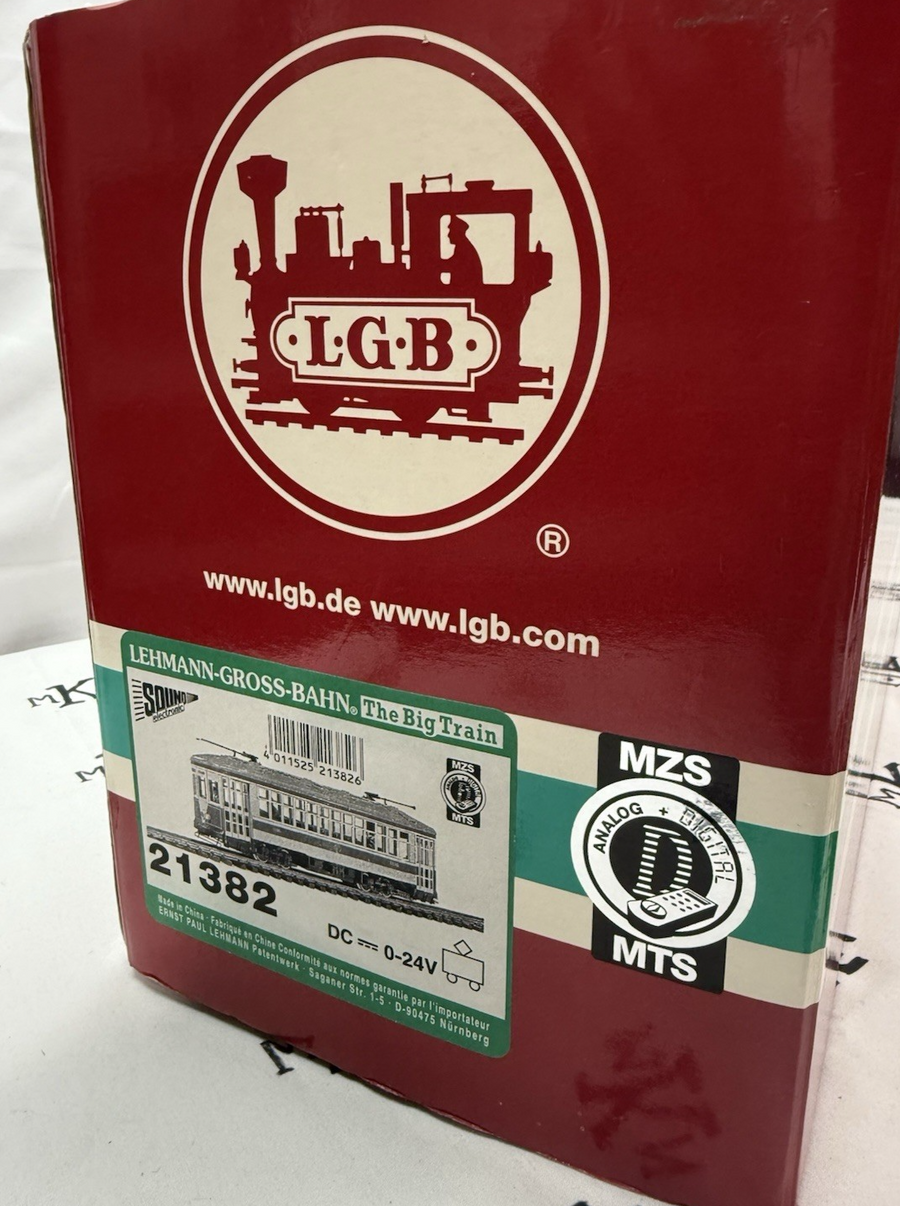 ·L·G·B·
®
www.lgb.de www.lgb.com
LEHMANN-GROSS-BAHN® The Big Train
SOUND
electronic
4 011525 213826
MZS
MTS
21382
DC 0-24V
Made in China · Fabriqué en Chine Conformité aux normes garantie par l'importateur
ERNST PAUL LEHMANN Patentwerk · Saganer Str. 1-5 · D-90475 Nürnberg
MZS
ANALOG + DIGITAL
D
MTS